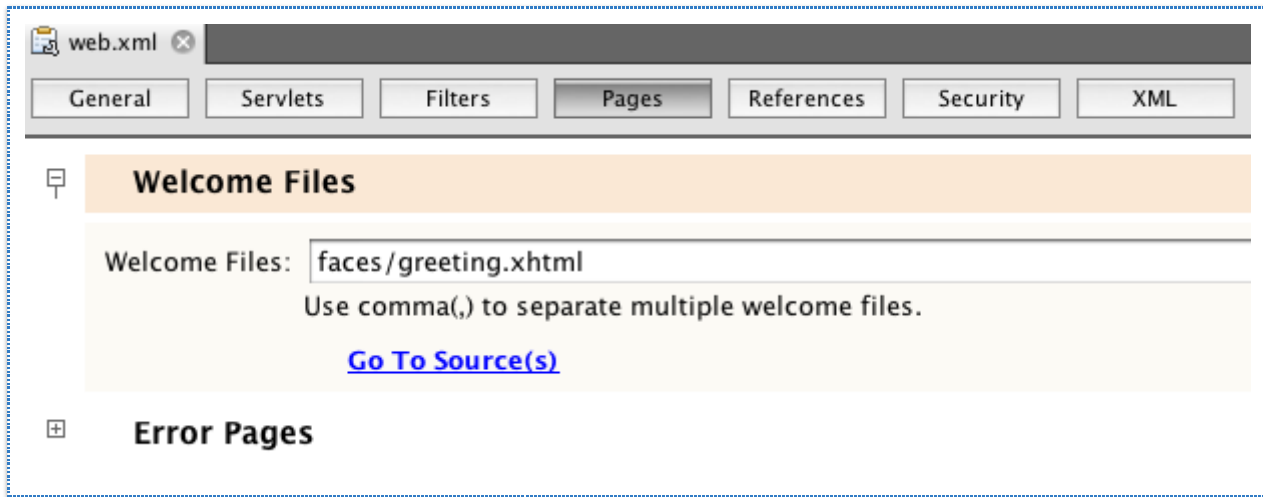 web.xml
General Servlets Filters Pages References Security XML
Welcome Files
Welcome Files: faces/greeting.xhtml
Use comma(,) to separate multiple welcome files.
Go To Source(s)
Error Pages